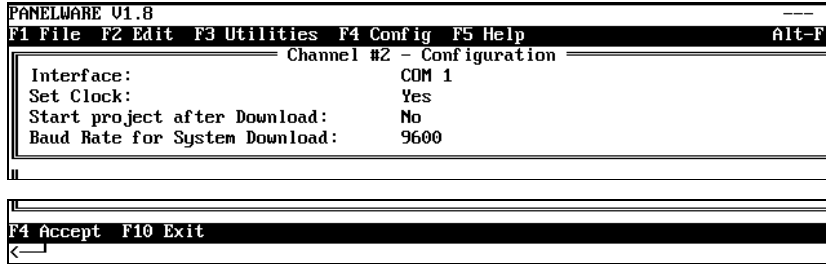 PANELWARE V1.8 ---
F1 File F2 Edit F3 Utilities F4 Config F5 Help Alt-F
Channel #2 - Configuration
Interface: COM 1
Set Clock: Yes
Start project after Download: No
Baud Rate for System Download: 9600
F4 Accept F10 Exit